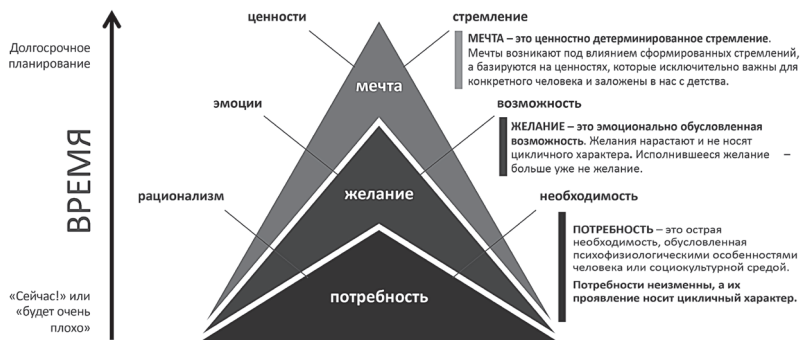 ценности
стремление
Долгосрочное
планирование
МЕЧТА – это ценностно детерминированное стремление.
Мечты возникают под влиянием сформированных стремлений,
а базируются на ценностях, которые исключительно важны для
конкретного человека и заложены в нас с детства.
мечта
эмоции
возможность
ЖЕЛАНИЕ – это эмоционально обусловленная
возможность. Желания нарастают и не носят
цикличного характера. Исполнившееся желание –
больше уже не желание.
ВРЕМЯ
желание
рационализм
необходимость
ПОТРЕБНОСТЬ – это острая
необходимость, обусловленная
психофизиологическими особенностями
человека или социокультурной средой.
Потребности неизменны, а их
проявление носит цикличный характер.
потребность
«Сейчас!» или
«будет очень
плохо»